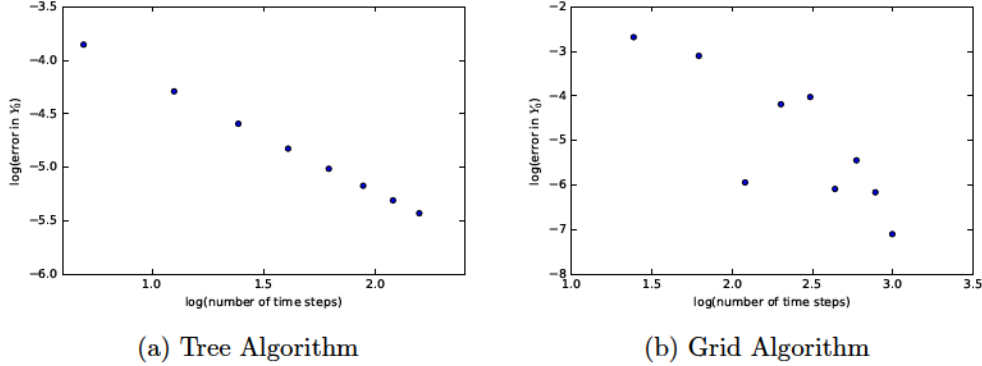 −3.5
−4.0
−4.5
−5.0
−5.5
−6.0
log(error in Y₀)
1.0 1.5 2.0
log(number of time steps)
(a) Tree Algorithm
−2
−3
−4
−5
−6
−7
−8
log(error in Y₀)
1.0 1.5 2.0 2.5 3.0 3.5
log(number of time steps)
(b) Grid Algorithm